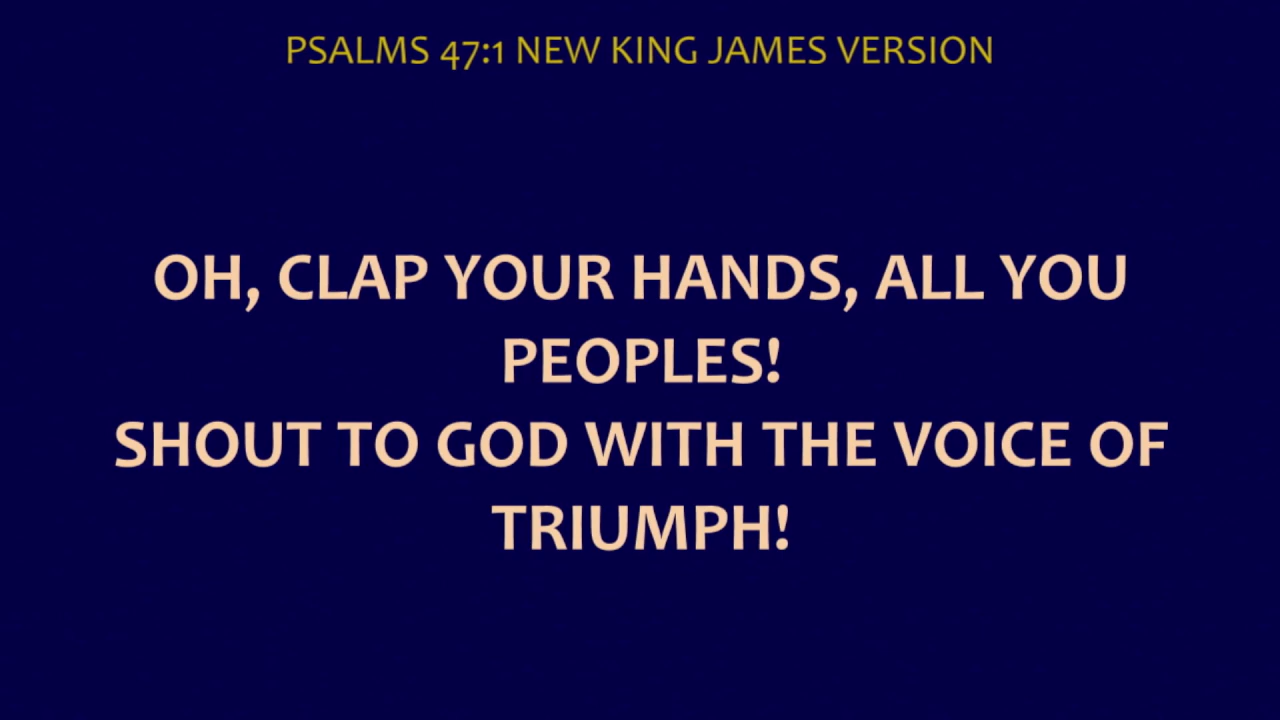 PSALMS 47:1 NEW KING JAMES VERSION
OH, CLAP YOUR HANDS, ALL YOU
PEOPLES!
SHOUT TO GOD WITH THE VOICE OF
TRIUMPH!